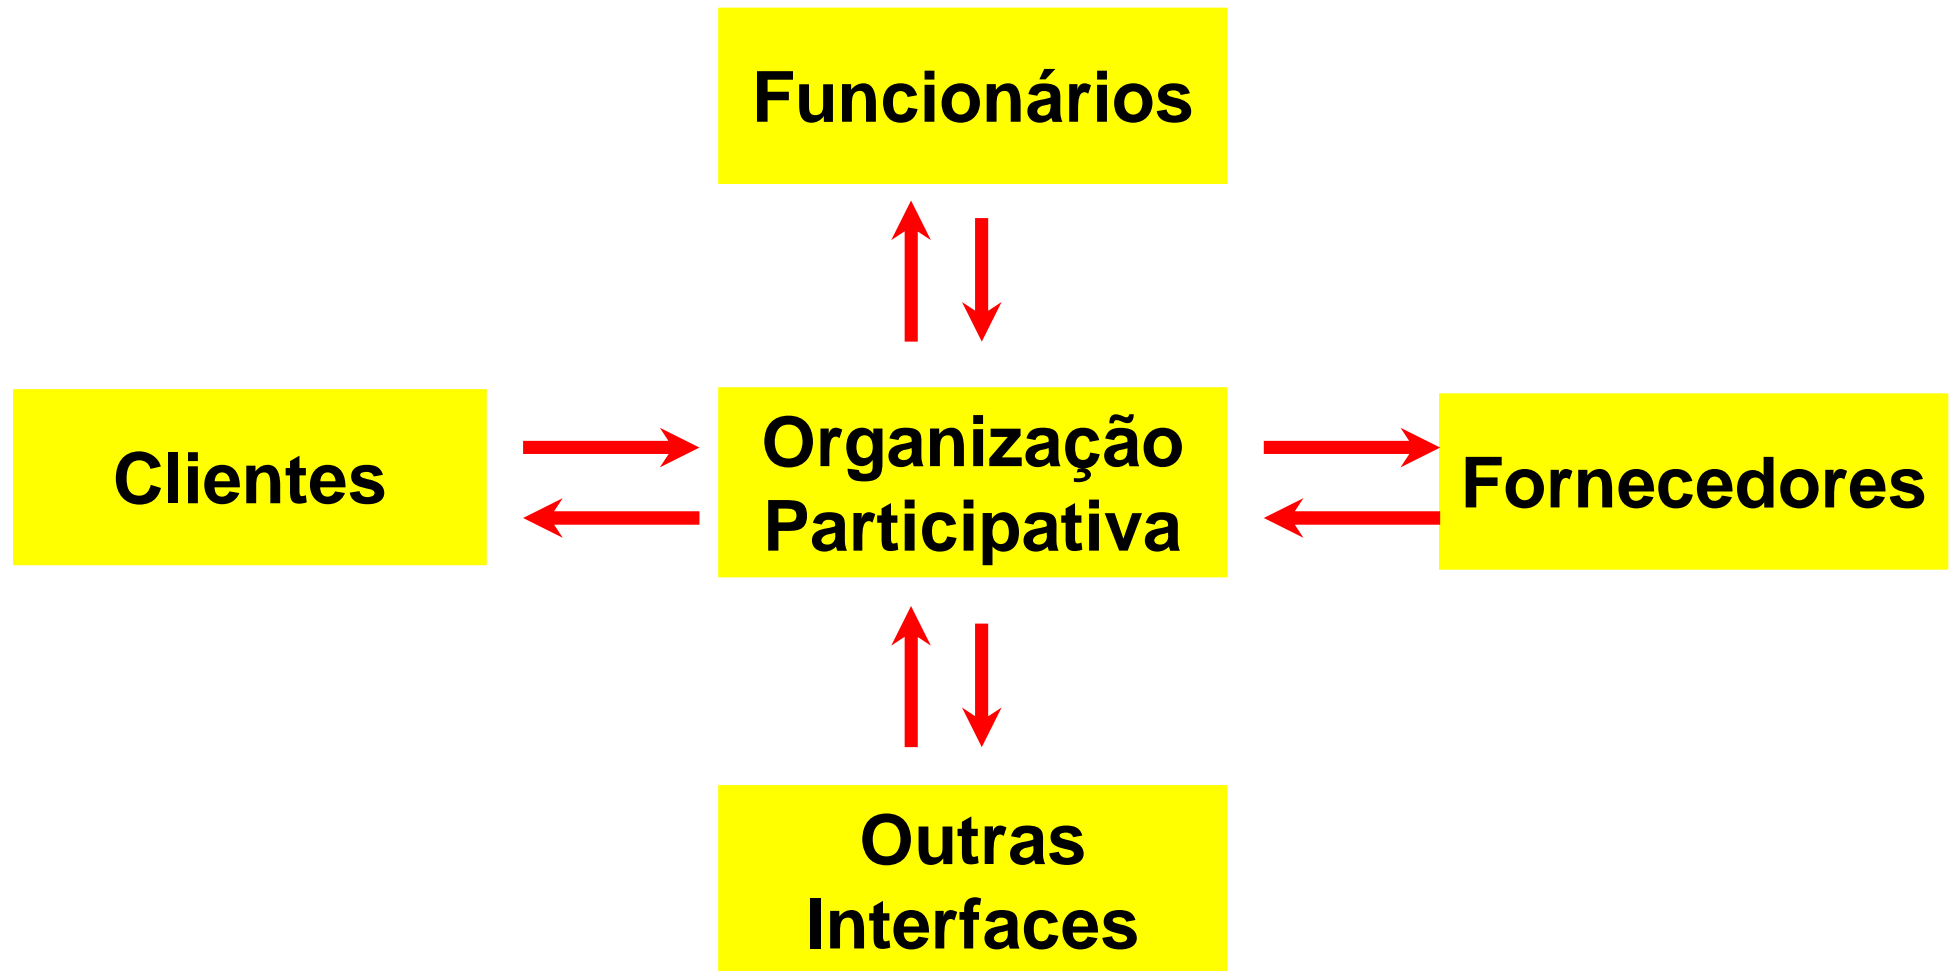 Funcionários
Clientes
Organização
Participativa
Fornecedores
Outras
Interfaces